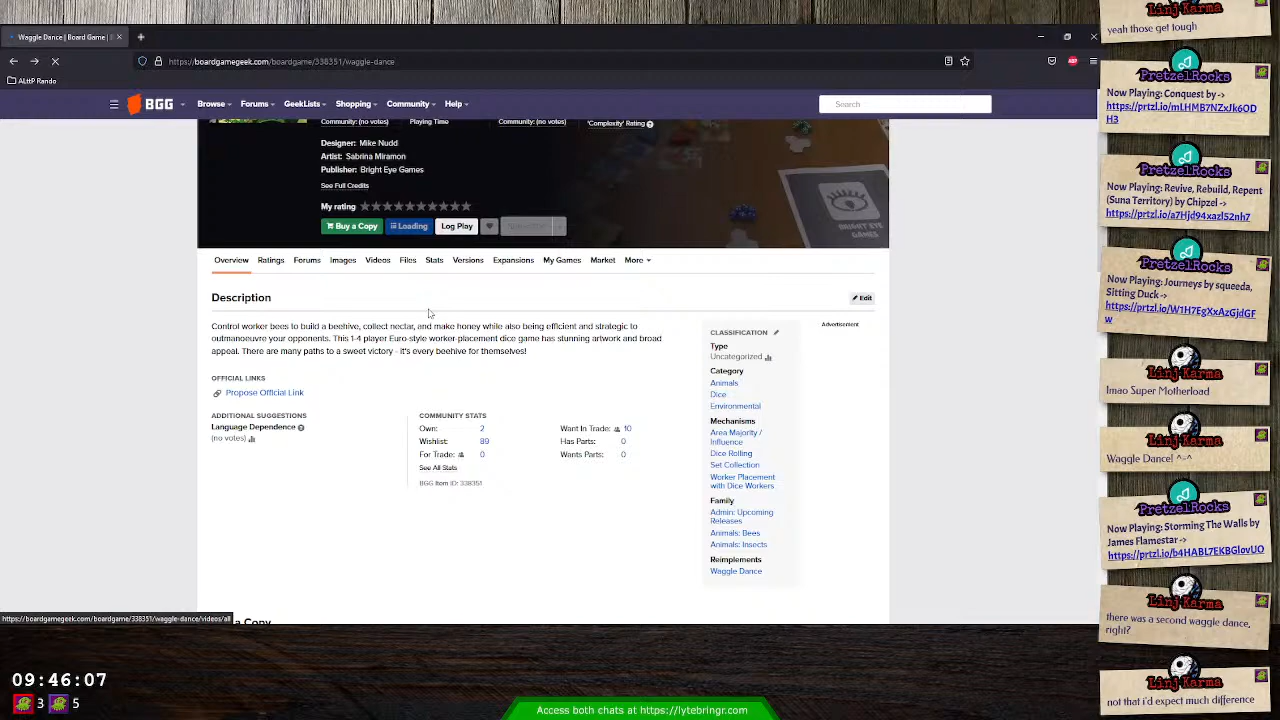 Waggle Dance | Board Game |
https://boardgamegeek.com/boardgame/338351/waggle-dance
ALttP Rando
BGG
Browse
Forums
GeekLists
Shopping
Community
Help
Search
Community: (no votes)
Playing Time
Community: (no votes)
'Complexity' Rating
Designer: Mike Nudd
Artist: Sabrina Miramon
Publisher: Bright Eye Games
See Full Credits
My rating
Buy a Copy
Loading
Log Play
BRIGHT EYE
GAMES
Overview
Ratings
Forums
Images
Videos
Files
Stats
Versions
Expansions
My Games
Market
More
Description
Edit
Control worker bees to build a beehive, collect nectar, and make honey while also being efficient and strategic to
outmanoeuvre your opponents. This 1-4 player Euro-style worker-placement dice game has stunning artwork and broad
appeal. There are many paths to a sweet victory - it's every bee for themselves!
OFFICIAL LINKS
Propose Official Link
ADDITIONAL SUGGESTIONS
Language Dependence
(no votes)
COMMUNITY STATS
Own: 2
Wishlist: 89
For Trade: 0
See All Stats
BGG Item ID: 338351
Want In Trade: 10
Has Parts: 0
Wants Parts: 0
CLASSIFICATION
Type
Uncategorized
Category
Animals
Dice
Environmental
Mechanisms
Area Majority /
Influence
Dice Rolling
Set Collection
Worker Placement
with Dice Workers
Family
Admin: Upcoming
Releases
Animals: Bees
Animals: Insects
Reimplements
Waggle Dance
Advertisement
https://boardgamegeek.com/boardgame/338351/waggle-dance/videos/all
a Copy
09:46:07
3
5
Access both chats at https://lytebringr.com
Linj Karma
yeah those get tough
PretzelRocks
Now Playing: Conquest by ->
https://prtzl.io/mLHMB7NZxJk6OD
H3
PretzelRocks
Now Playing: Revive, Rebuild, Repent
(Suna Territory) by Chipzel ->
https://prtzl.io/a7Hjd94xazl52nh7
PretzelRocks
Now Playing: Journeys by squeeda,
Sitting Duck ->
https://prtzl.io/W1H7EgXxAzGjdGF
w
Linj Karma
lmao Super Motherload
Linj Karma
Waggle Dance! ^-^
PretzelRocks
Now Playing: Storming The Walls by
James Flamestar ->
https://prtzl.io/b4HABL7EKBGlovUO
Linj Karma
there was a second waggle dance,
right?
Linj Karma
not that i'd expect much difference